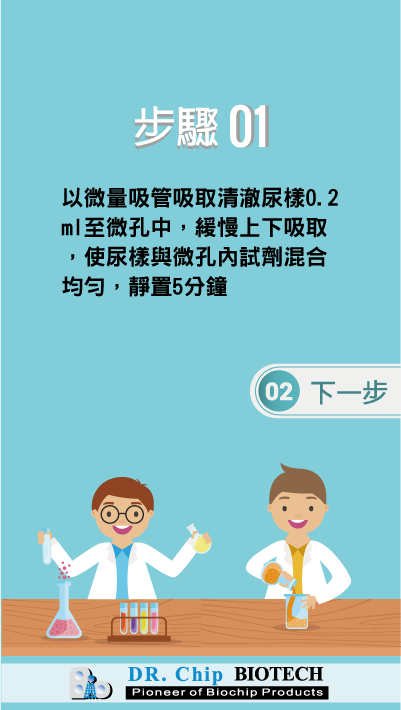 步驟 01
以微量吸管吸取清澈尿樣0.2
ml至微孔中，緩慢上下吸取
，使尿樣與微孔內試劑混合
均勻，靜置5分鐘
02 下一步
DR. Chip BIOTECH
Pioneer of Biochip Products